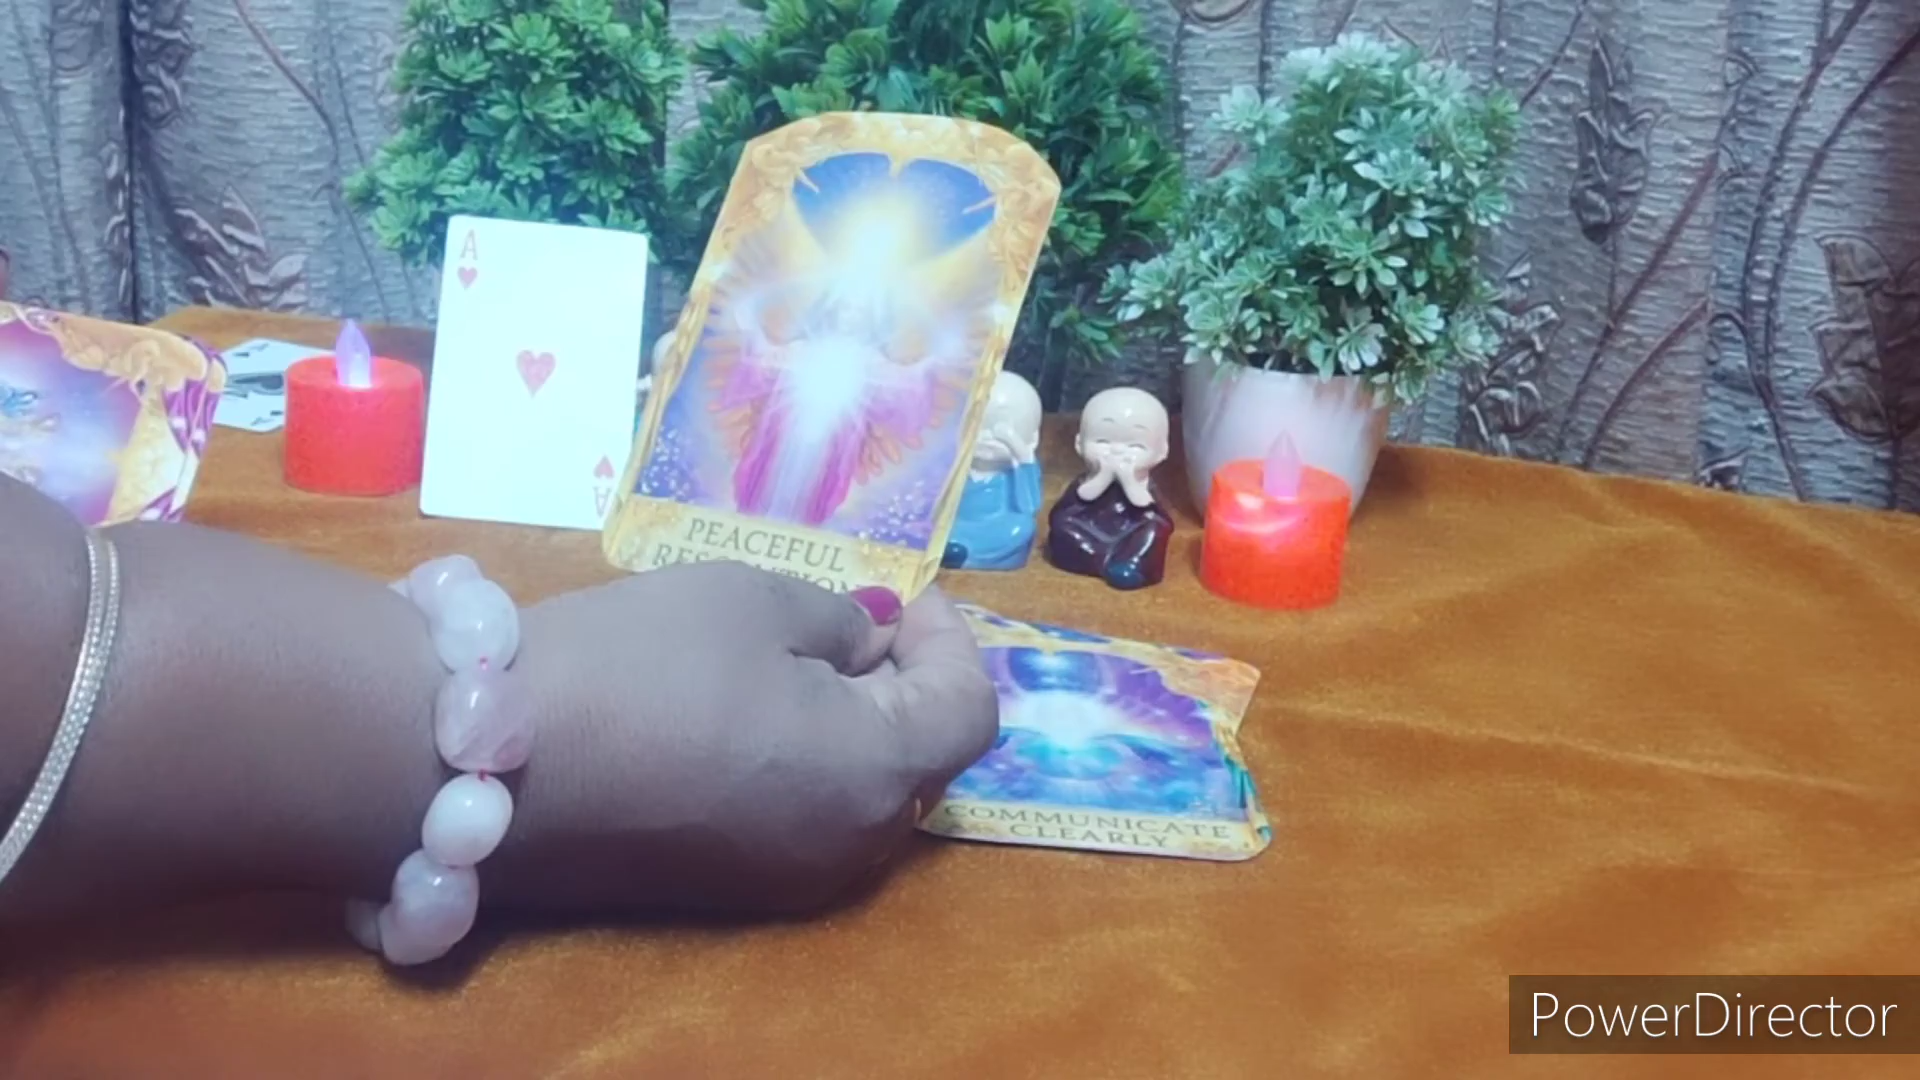 A
A
PEACEFUL
COMMUNICATE
CLEARLY
PowerDirector